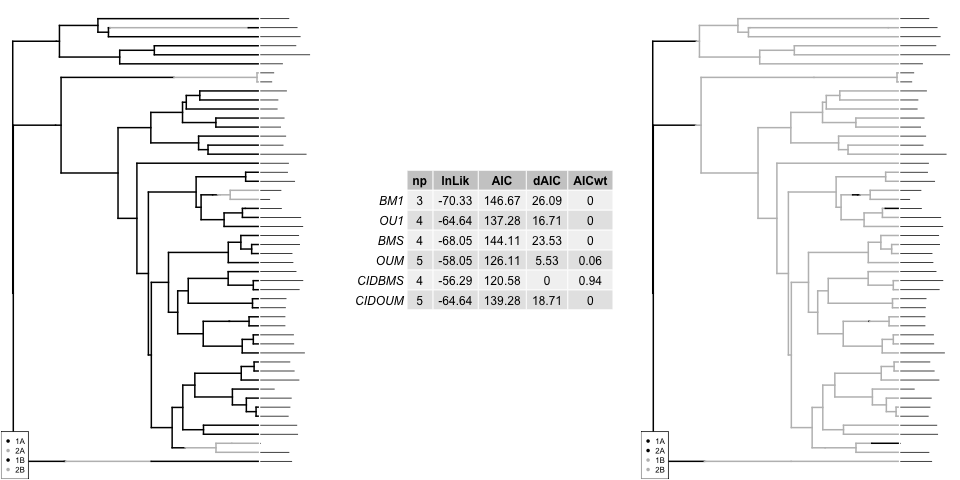 np lnLik AIC dAIC AICwt
BM1 3 -70.33 146.67 26.09 0
OU1 4 -64.64 137.28 16.71 0
BMS 4 -68.05 144.11 23.53 0
OUM 5 -58.05 126.11 5.53 0.06
CIDBMS 4 -56.29 120.58 0 0.94
CIDOUM 5 -64.64 139.28 18.71 0
1A
2A
1B
2B
1A
2A
1B
2B